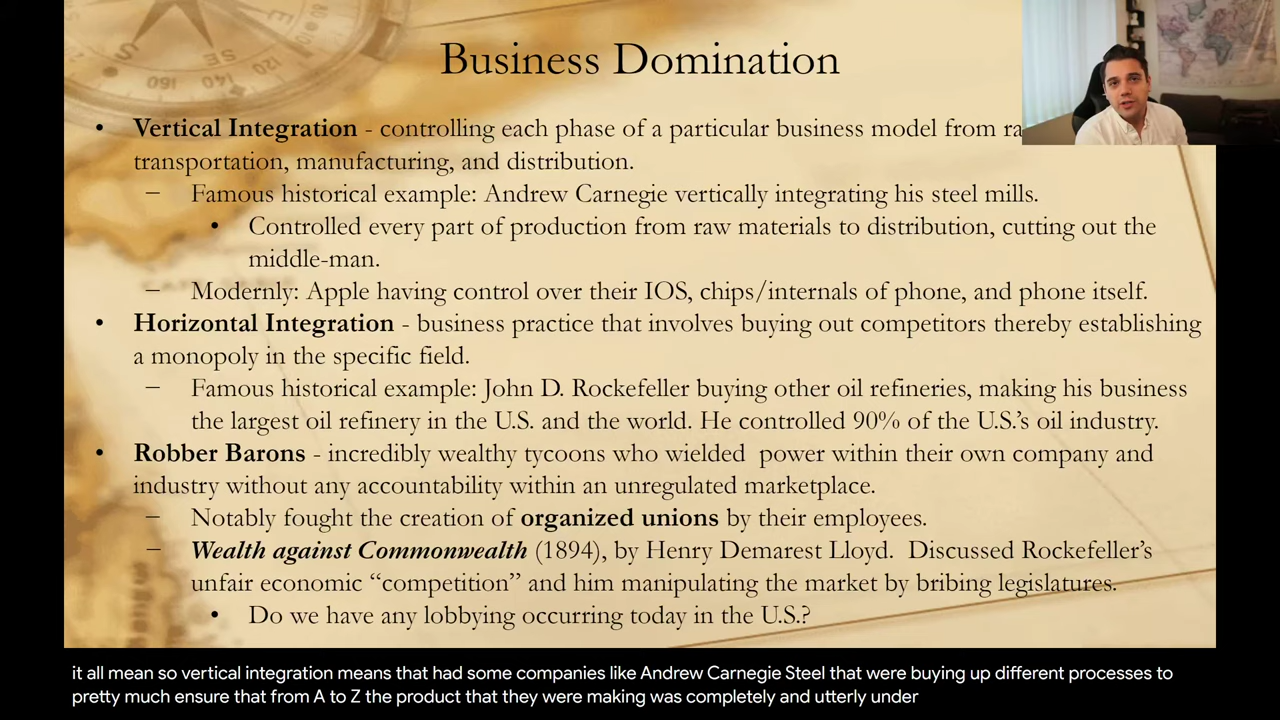 Business Domination
• Vertical Integration - controlling each phase of a particular business model from ra
transportation, manufacturing, and distribution.
– Famous historical example: Andrew Carnegie vertically integrating his steel mills.
• Controlled every part of production from raw materials to distribution, cutting out the
middle-man.
– Modernly: Apple having control over their IOS, chips/internals of phone, and phone itself.
• Horizontal Integration - business practice that involves buying out competitors thereby establishing
a monopoly in the specific field.
– Famous historical example: John D. Rockefeller buying other oil refineries, making his business
the largest oil refinery in the U.S. and the world. He controlled 90% of the U.S.'s oil industry.
• Robber Barons - incredibly wealthy tycoons who wielded power within their own company and
industry without any accountability within an unregulated marketplace.
– Notably fought the creation of organized unions by their employees.
– Wealth against Commonwealth (1894), by Henry Demarest Lloyd. Discussed Rockefeller's
unfair economic “competition” and him manipulating the market by bribing legislatures.
• Do we have any lobbying occurring today in the U.S.?
it all mean so vertical integration means that had some companies like Andrew Carnegie Steel that were buying up different processes to
pretty much ensure that from A to Z the product that they were making was completely and utterly under